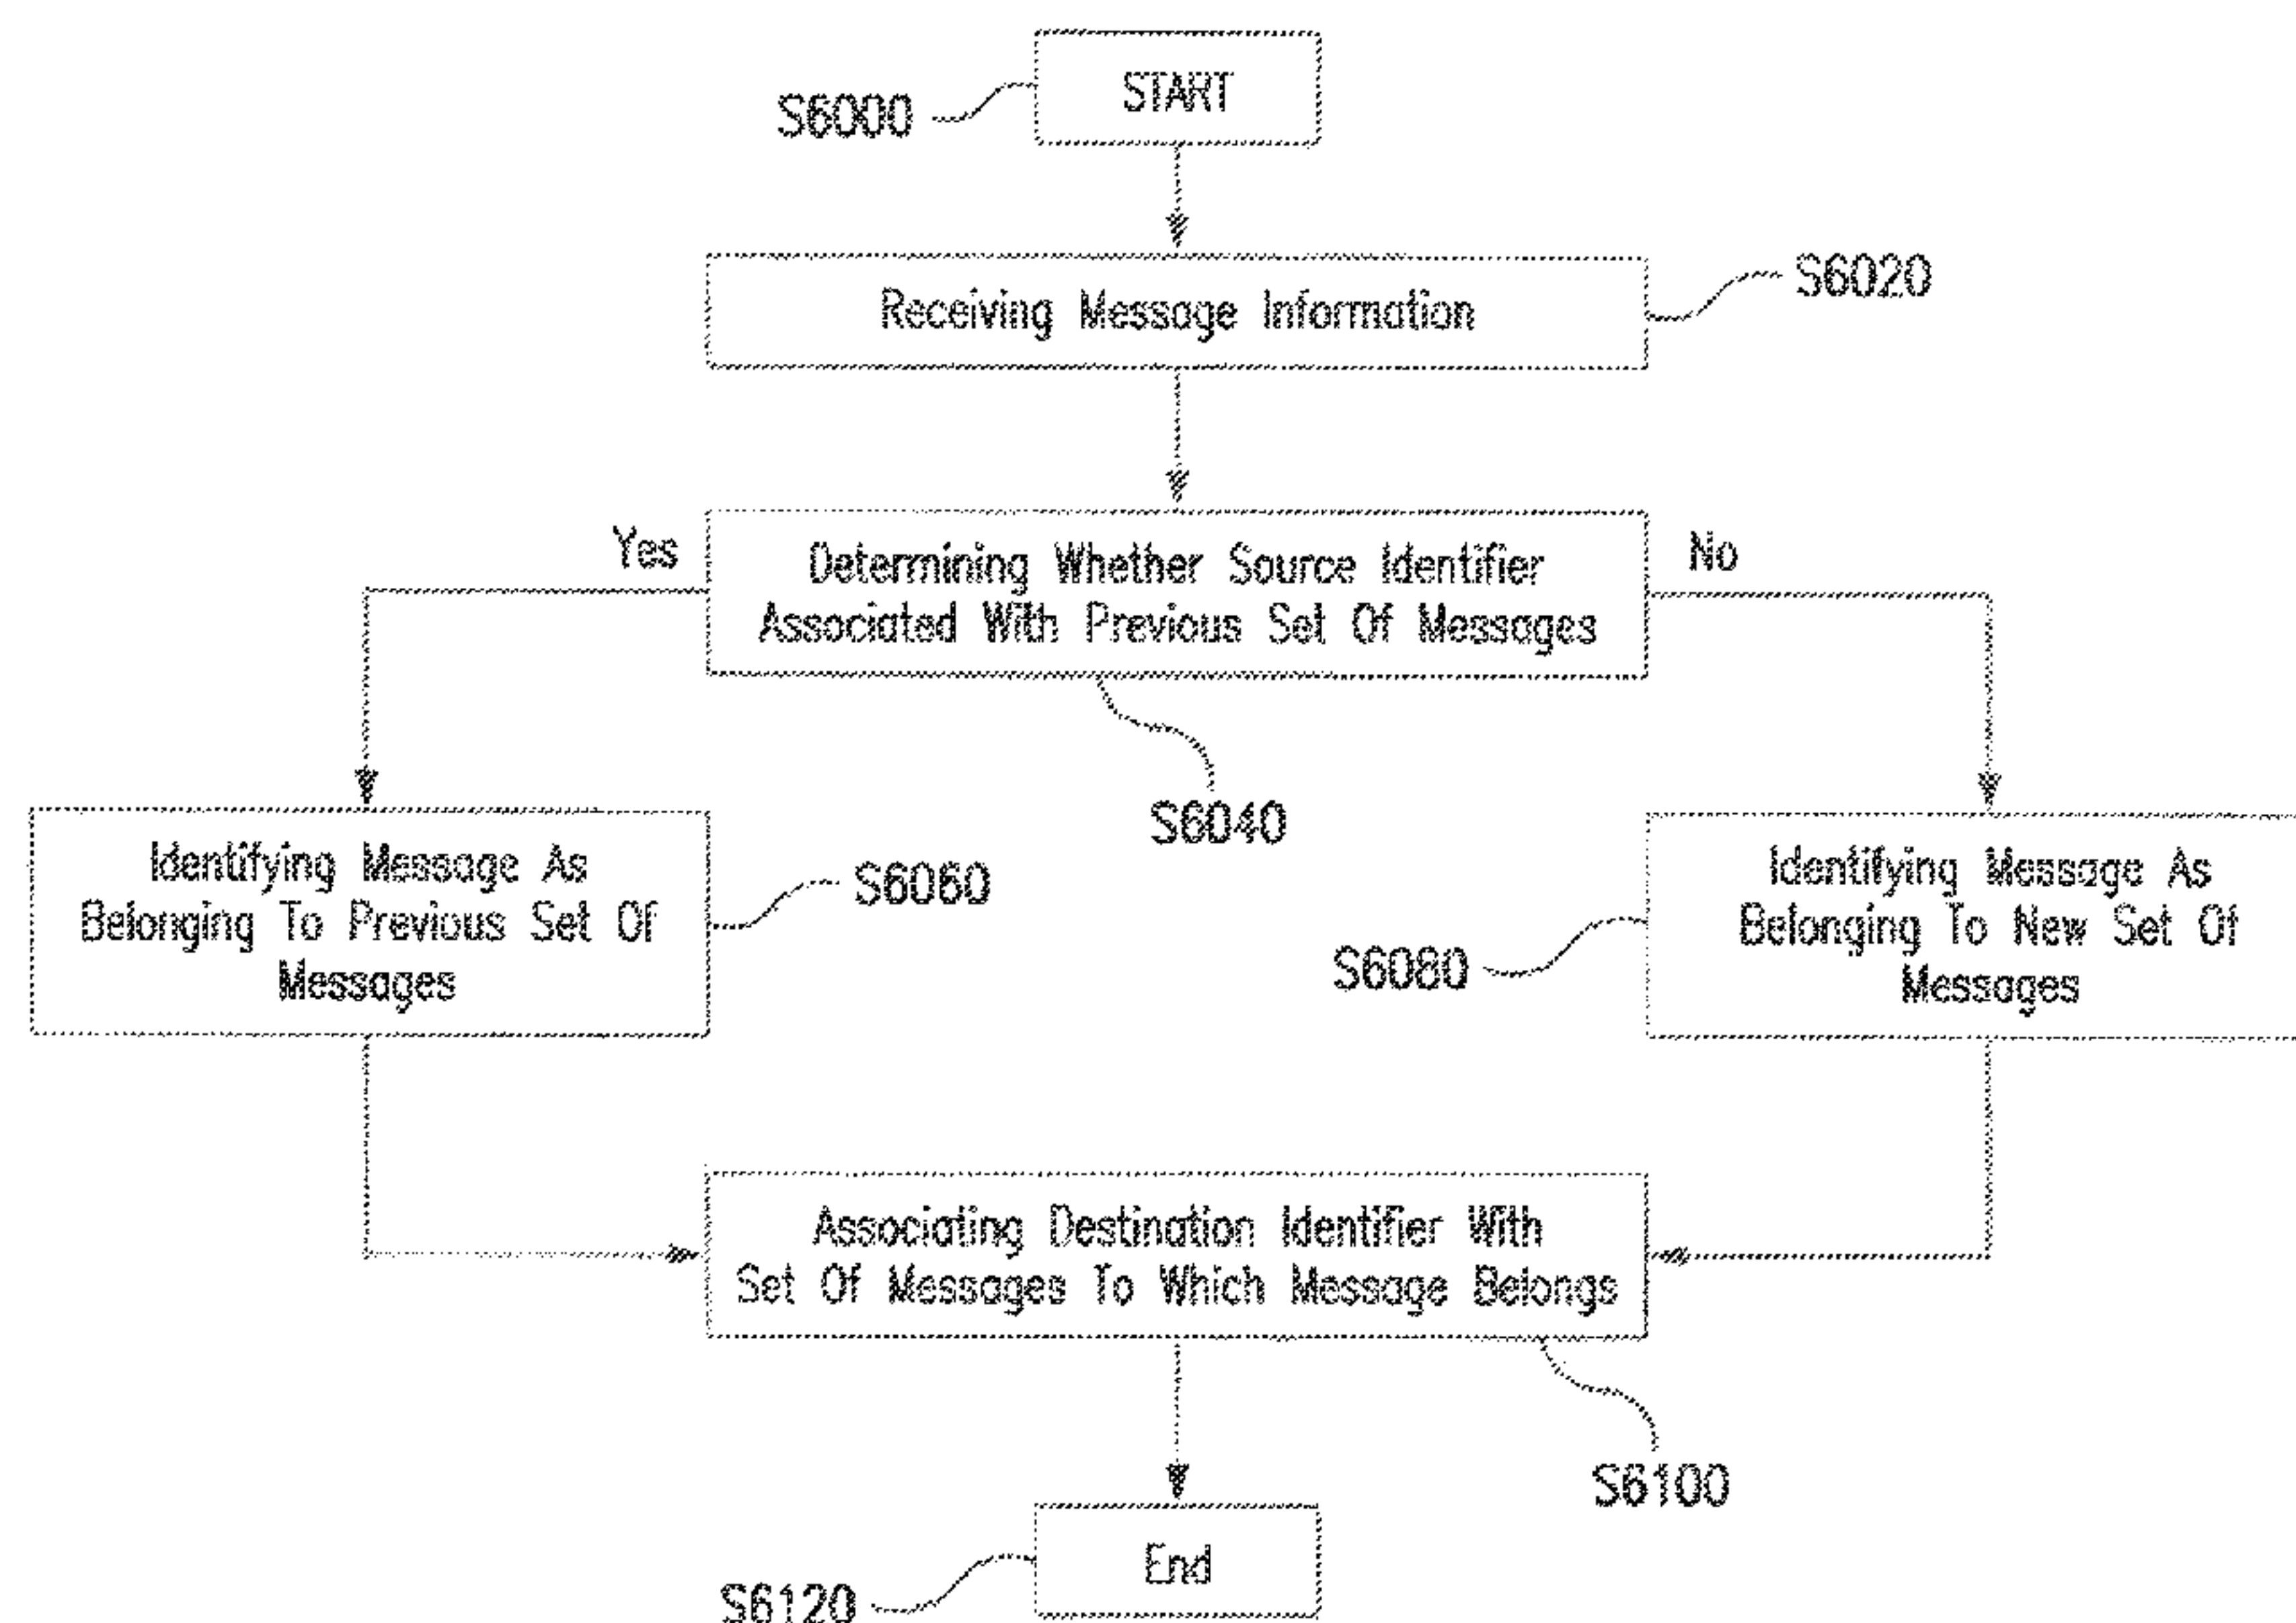 START
S6000
Receiving Message Information
S6020
Yes
No
Determining Whether Source Identifier
Associated With Previous Set Of Messages
S6040
Identifying Message As
Belonging To Previous Set Of
Messages
S6060
Identifying Message As
Belonging To New Set Of
Messages
S6080
Associating Destination Identifier With
Set Of Messages To Which Message Belongs
S6100
End
S6120